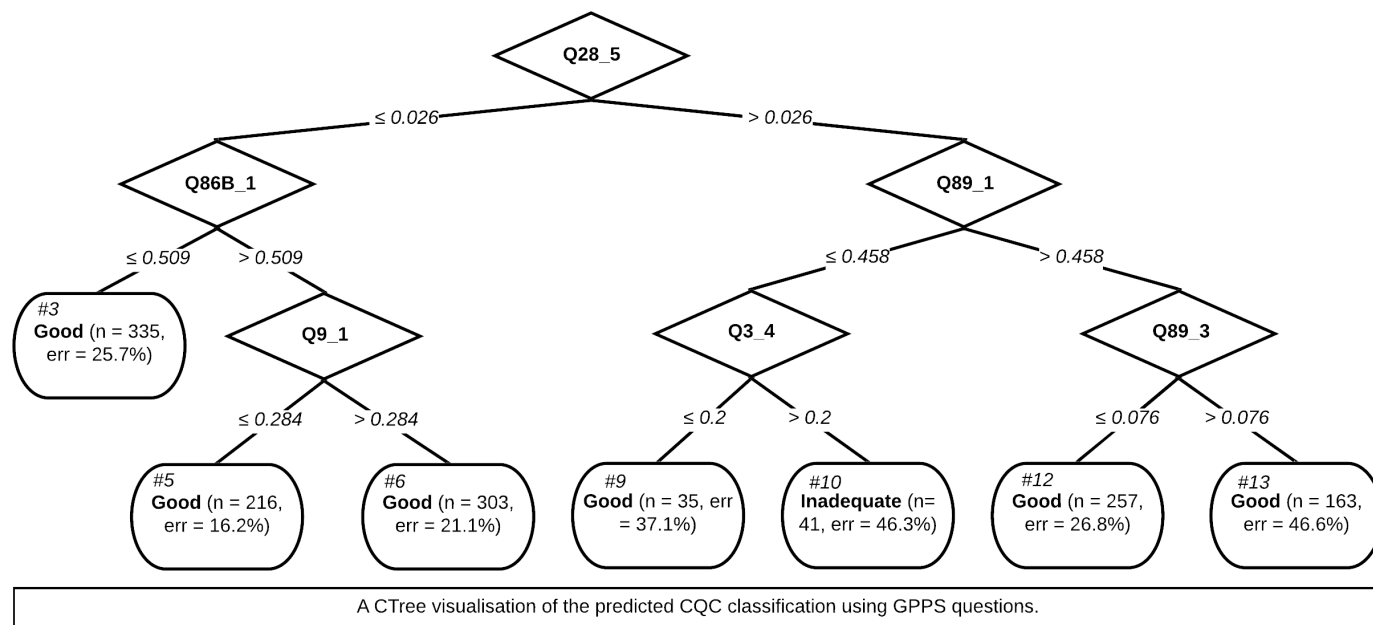 Q28_5
≤ 0.026
> 0.026
Q86B_1
Q89_1
≤ 0.509
> 0.509
≤ 0.458
> 0.458
#3
Good (n = 335,
err = 25.7%)
Q9_1
Q3_4
Q89_3
≤ 0.284
> 0.284
≤ 0.2
> 0.2
≤ 0.076
> 0.076
#5
Good (n = 216,
err = 16.2%)
#6
Good (n = 303,
err = 21.1%)
#9
Good (n = 35, err
= 37.1%)
#10
Inadequate (n=
41, err = 46.3%)
#12
Good (n = 257,
err = 26.8%)
#13
Good (n = 163,
err = 46.6%)
A CTree visualisation of the predicted CQC classification using GPPS questions.